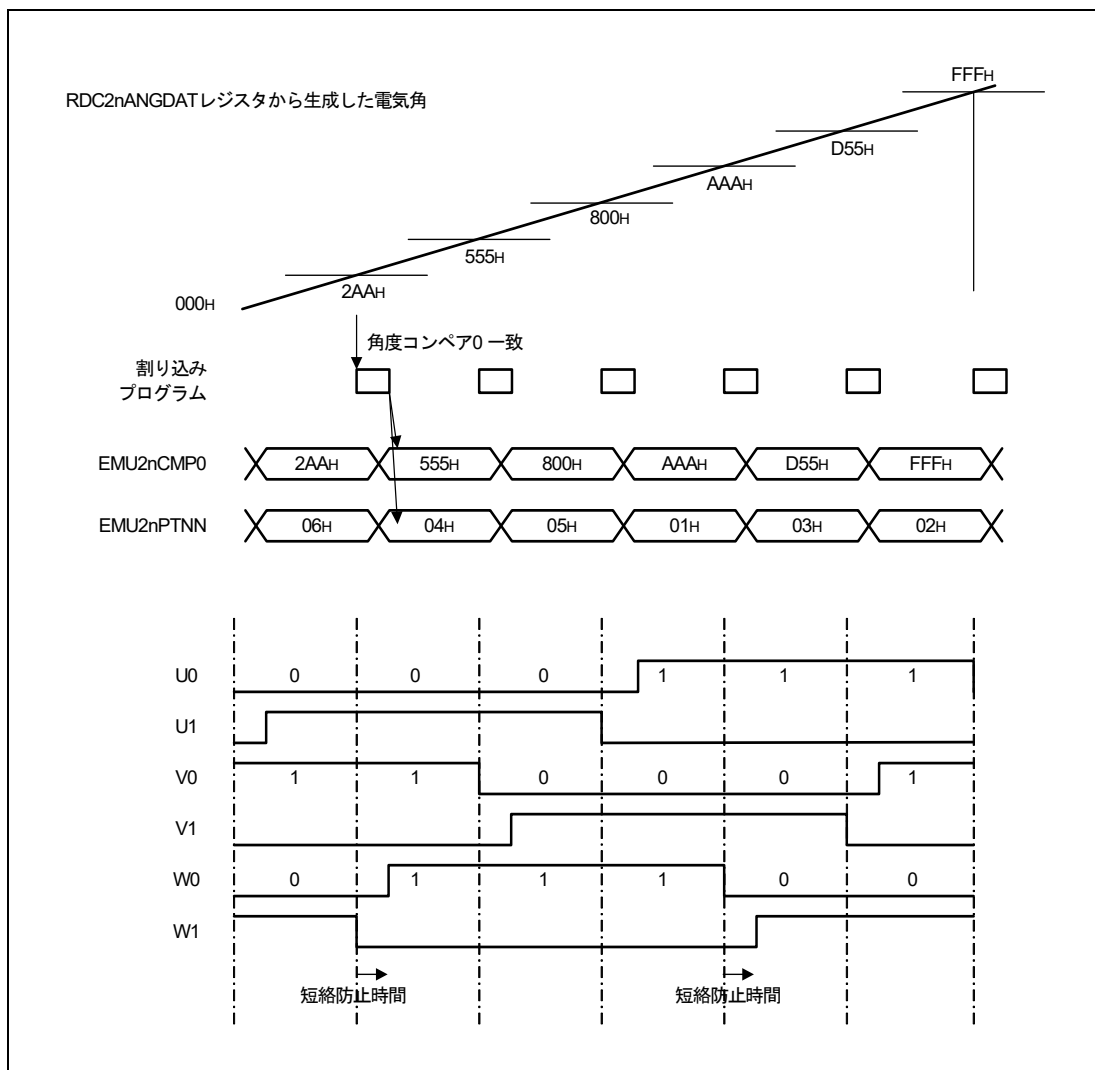 FFFH
RDC2nANGDATレジスタから生成した電気角
D55H
AAAH
800H
555H
2AAH
000H
角度コンペア0 一致
割り込み
プログラム
EMU2nCMP0 2AAH 555H 800H AAAH D55H FFFH
EMU2nPTNN 06H 04H 05H 01H 03H 02H
U0 0 0 0 1 1 1
U1
V0 1 1 0 0 0 1
V1
W0 0 1 1 1 0 0
W1
短絡防止時間 短絡防止時間